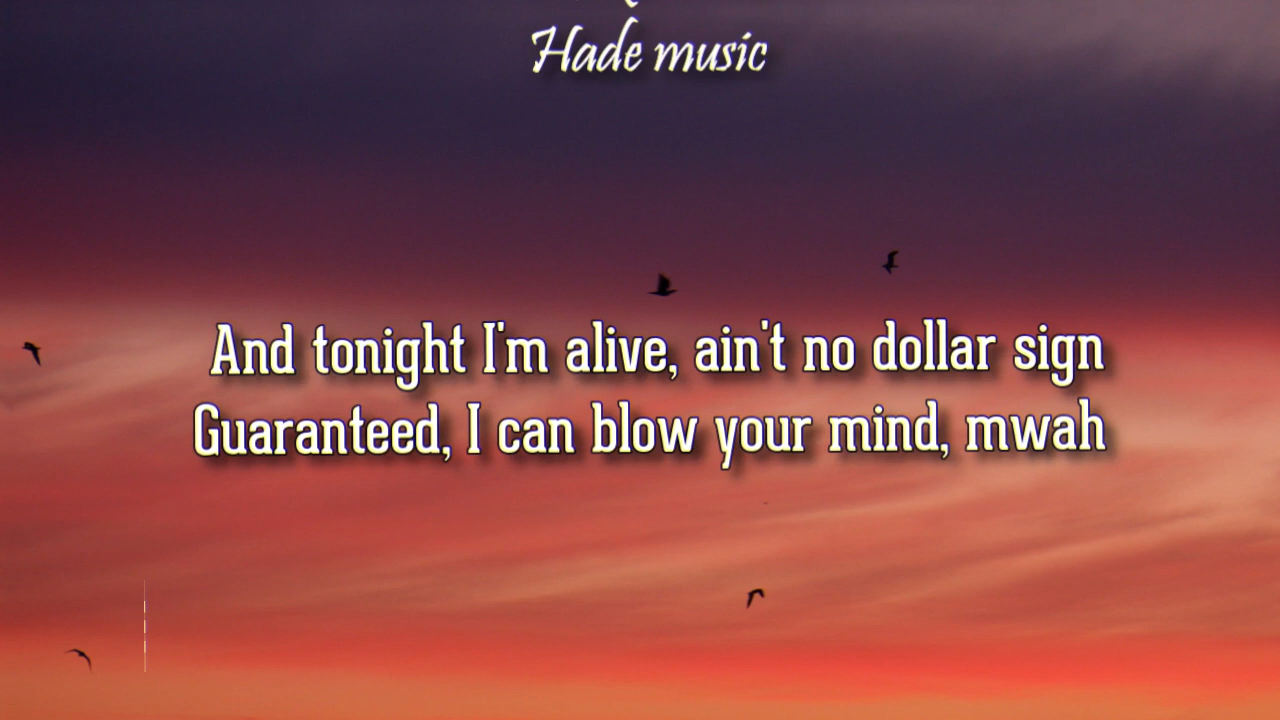 Hade music
And tonight I'm alive, ain't no dollar sign
Guaranteed, I can blow your mind, mwah